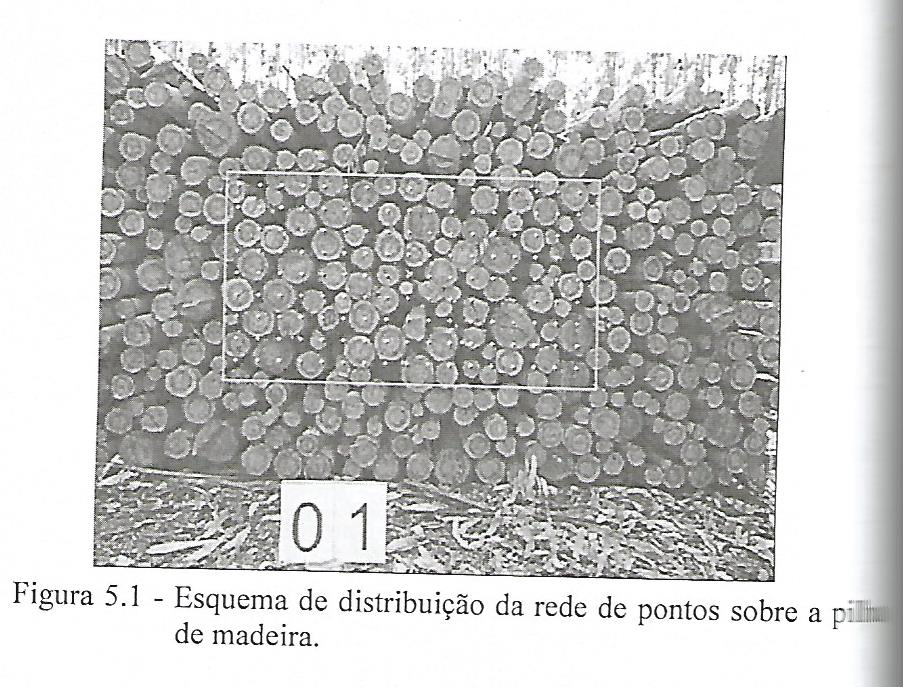 01
Figura 5.1 - Esquema de distribuição da rede de pontos sobre a
de madeira.